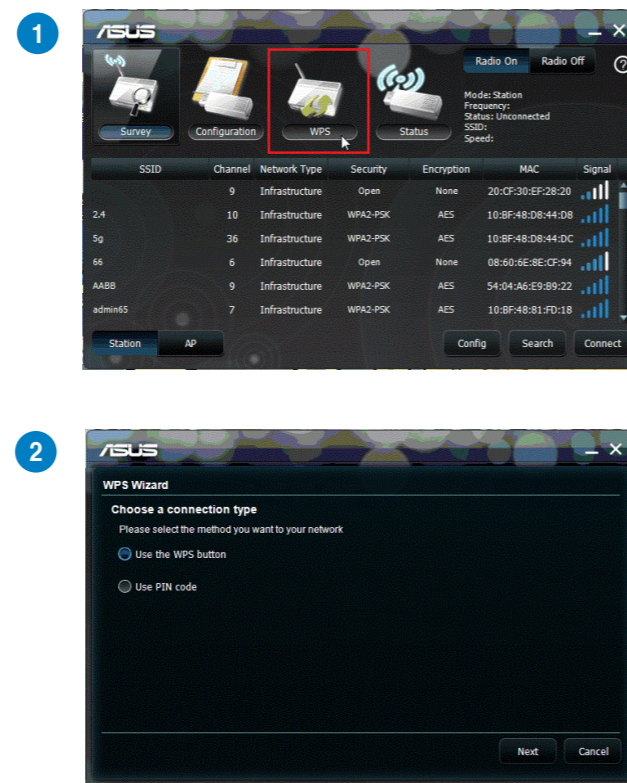 1
ASUS
Radio On Radio Off ?
Mode: Station
Frequency:
Status: Unconnected
SSID:
Speed:
Survey Configuration WPS Status
SSID Channel Network Type Security Encryption MAC Signal
9 Infrastructure Open None 20:CF:30:EF:28:20
2.4 10 Infrastructure WPA2-PSK AES 10:BF:48:D8:44:D8
5g 36 Infrastructure WPA2-PSK AES 10:BF:48:D8:44:DC
66 6 Infrastructure Open None 08:60:6E:8E:CF:94
AABB 9 Infrastructure WPA2-PSK AES 54:04:A6:E9:B9:22
admin65 7 Infrastructure WPA2-PSK AES 10:BF:48:81:FD:18
Station AP Config Search Connect
2
ASUS
WPS Wizard
Choose a connection type
Please select the method you want to your network
Use the WPS button
Use PIN code
Next Cancel